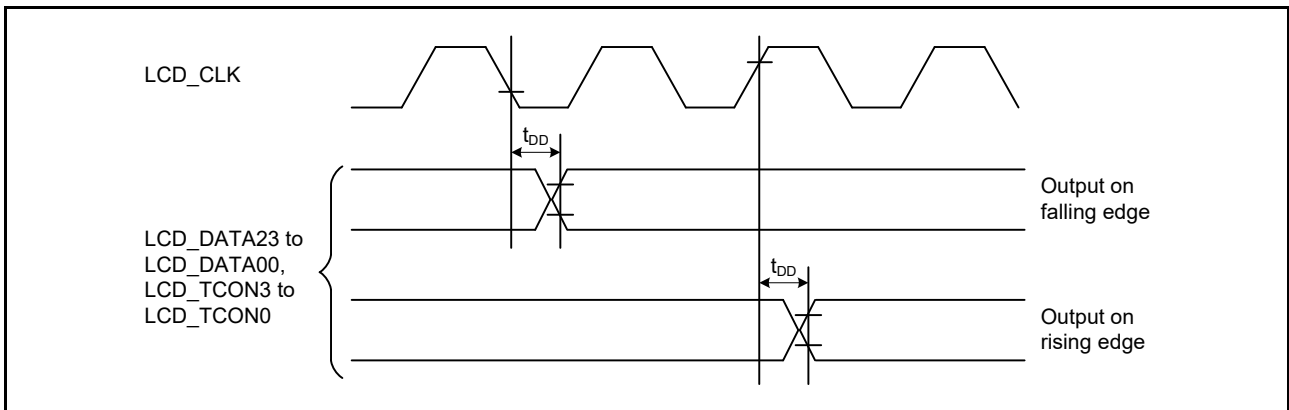 LCD_CLK
tDD
Output on
falling edge
LCD_DATA23 to
LCD_DATA00,
LCD_TCON3 to
LCD_TCON0
tDD
Output on
rising edge